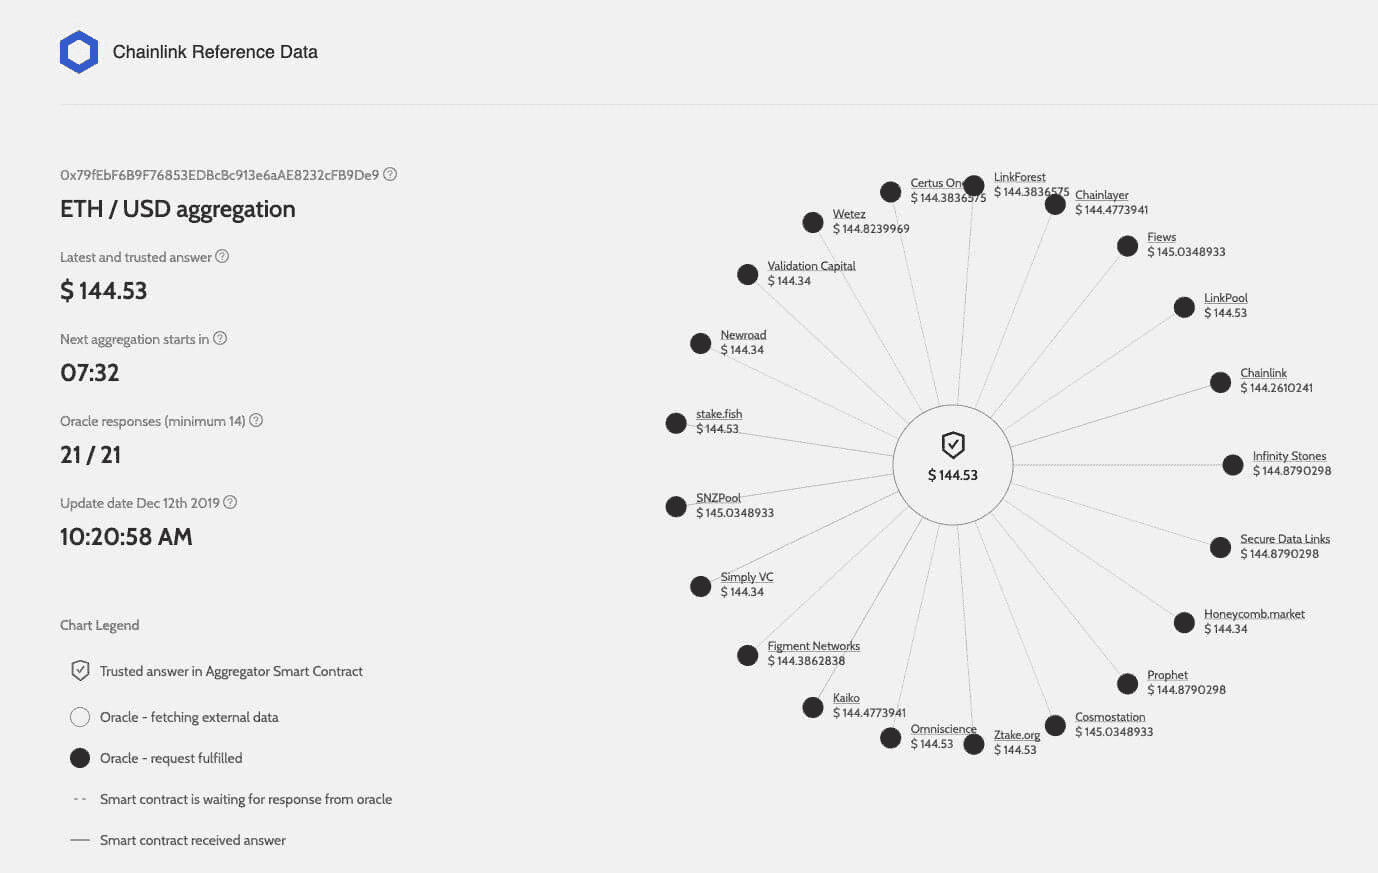 Chainlink Reference Data
0x79fEbF6B9F76853EDBcBc913e6aAE8232cFB9De9
ETH / USD aggregation
Latest and trusted answer
$ 144.53
Next aggregation starts in
07:32
Oracle responses (minimum 14)
21 / 21
Update date Dec 12th 2019
10:20:58 AM
Chart Legend
Trusted answer in Aggregator Smart Contract
Oracle - fetching external data
Oracle - request fulfilled
Smart contract is waiting for response from oracle
Smart contract received answer
$ 144.53
LinkForest
$ 144.3836575
Chainlayer
$ 144.4773941
Fiews
$ 145.0348933
LinkPool
$ 144.53
Chainlink
$ 144.2610241
Infinity Stones
$ 144.8790298
Secure Data Links
$ 144.8790298
Honeycomb.market
$ 144.34
Prophet
$ 144.8790298
Cosmostation
$ 145.0348933
Ztake.org
$ 144.53
Omniscience
$ 144.53
Kaiko
$ 144.4773941
Figment Networks
$ 144.3862838
Simply VC
$ 144.34
SNZPool
$ 145.0348933
stake.fish
$ 144.53
Newroad
$ 144.34
Validation Capital
$ 144.34
Wetez
$ 144.8239969
Certus One
$ 144.3836575